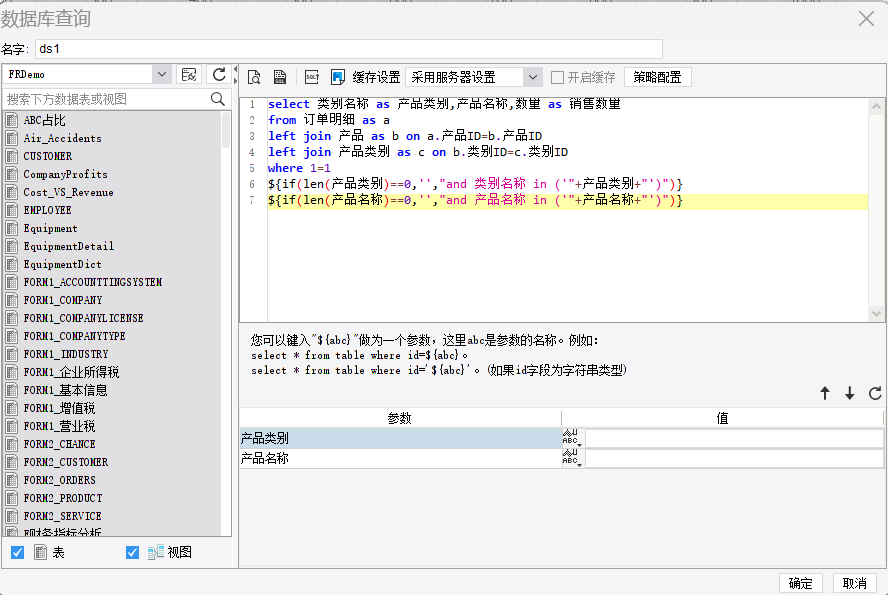 数据库查询
名字: ds1
FRDemo
搜索下方数据表或视图
ABC占比
Air_Accidents
CUSTOMER
CompanyProfits
Cost_VS_Revenue
EMPLOYEE
Equipment
EquipmentDetail
EquipmentDict
FORM1_ACCOUNTTINGSYSTEM
FORM1_COMPANY
FORM1_COMPANYLICENSE
FORM1_COMPANYTYPE
FORM1_INDUSTRY
FORM1_企业所得税
FORM1_基本信息
FORM1_增值税
FORM1_营业税
FORM2_CHANCE
FORM2_CUSTOMER
FORM2_ORDERS
FORM2_PRODUCT
FORM2_SERVICE
F财务指标分析
表 视图
缓存设置 采用服务器设置 开启缓存 策略配置
1 select 类别名称 as 产品类别,产品名称,数量 as 销售数量
2 from 订单明细 as a
3 left join 产品 as b on a.产品ID=b.产品ID
4 left join 产品类别 as c on b.类别ID=c.类别ID
5 where 1=1
6 ${if(len(产品类别)==0,'',"and 类别名称 in ('"+产品类别+"')")}
7 ${if(len(产品名称)==0,'',"and 产品名称 in ('"+产品名称+"')")}
您可以键入"${abc}"做为一个参数，这里abc是参数的名称。例如：
select * from table where id=${abc}。
select * from table where id='${abc}'。(如果id字段为字符串类型)
参数 值
产品类别
产品名称
确定 取消